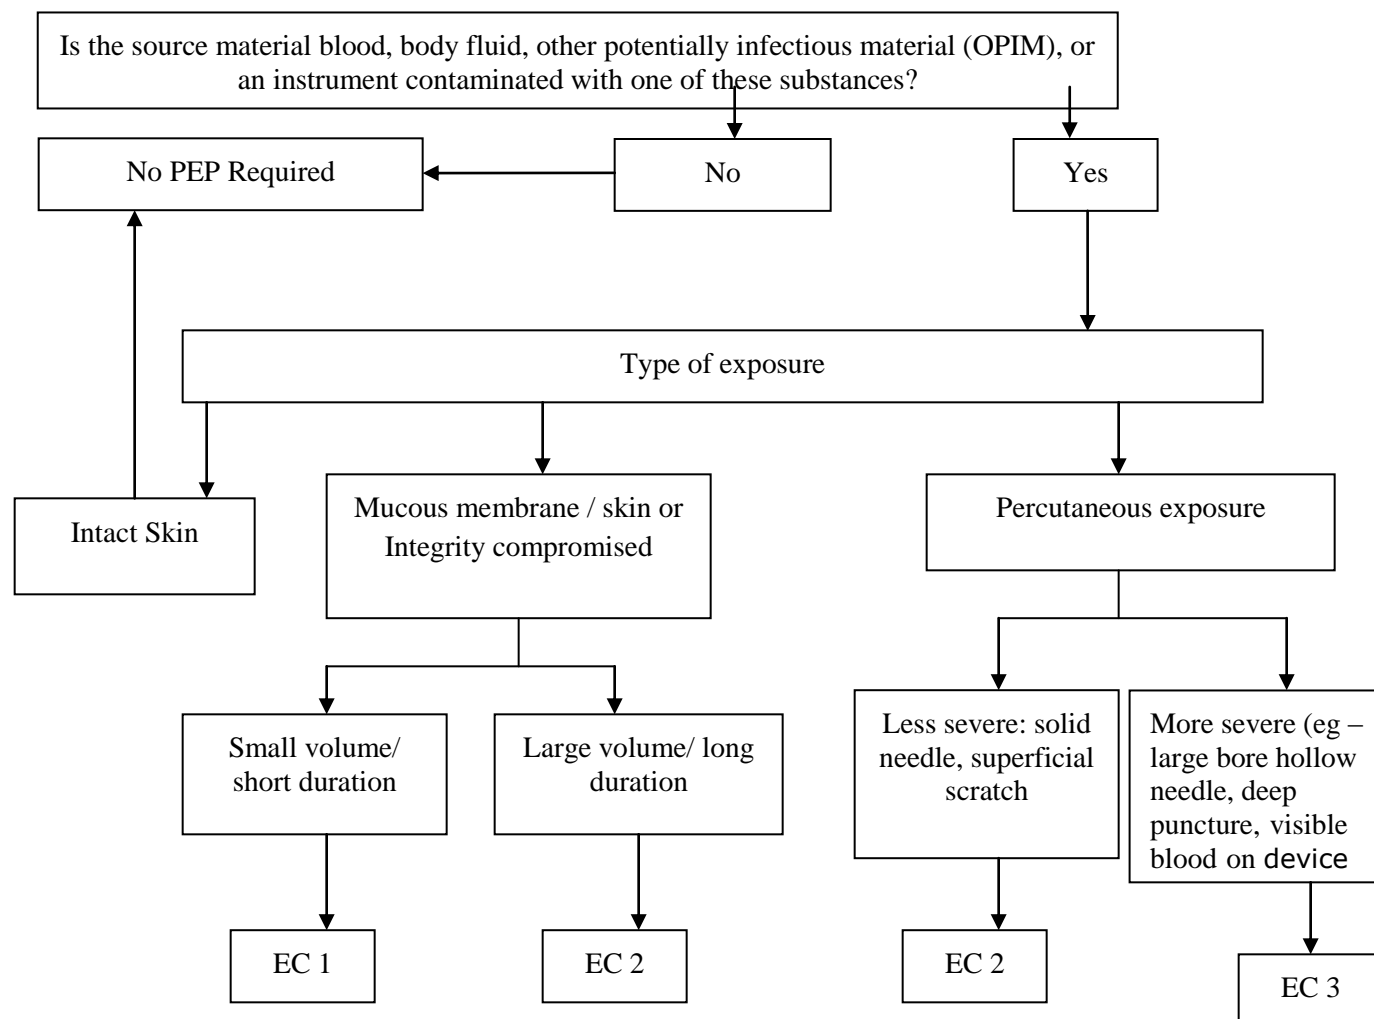 Is the source material blood, body fluid, other potentially infectious material (OPIM), or
an instrument contaminated with one of these substances?
No PEP Required
No
Yes
Type of exposure
Intact Skin
Mucous membrane / skin or
Integrity compromised
Percutaneous exposure
Small volume/
short duration
Large volume/ long
duration
Less severe: solid
needle, superficial
scratch
More severe (eg –
large bore hollow
needle, deep
puncture, visible
blood on device
EC 1
EC 2
EC 2
EC 3